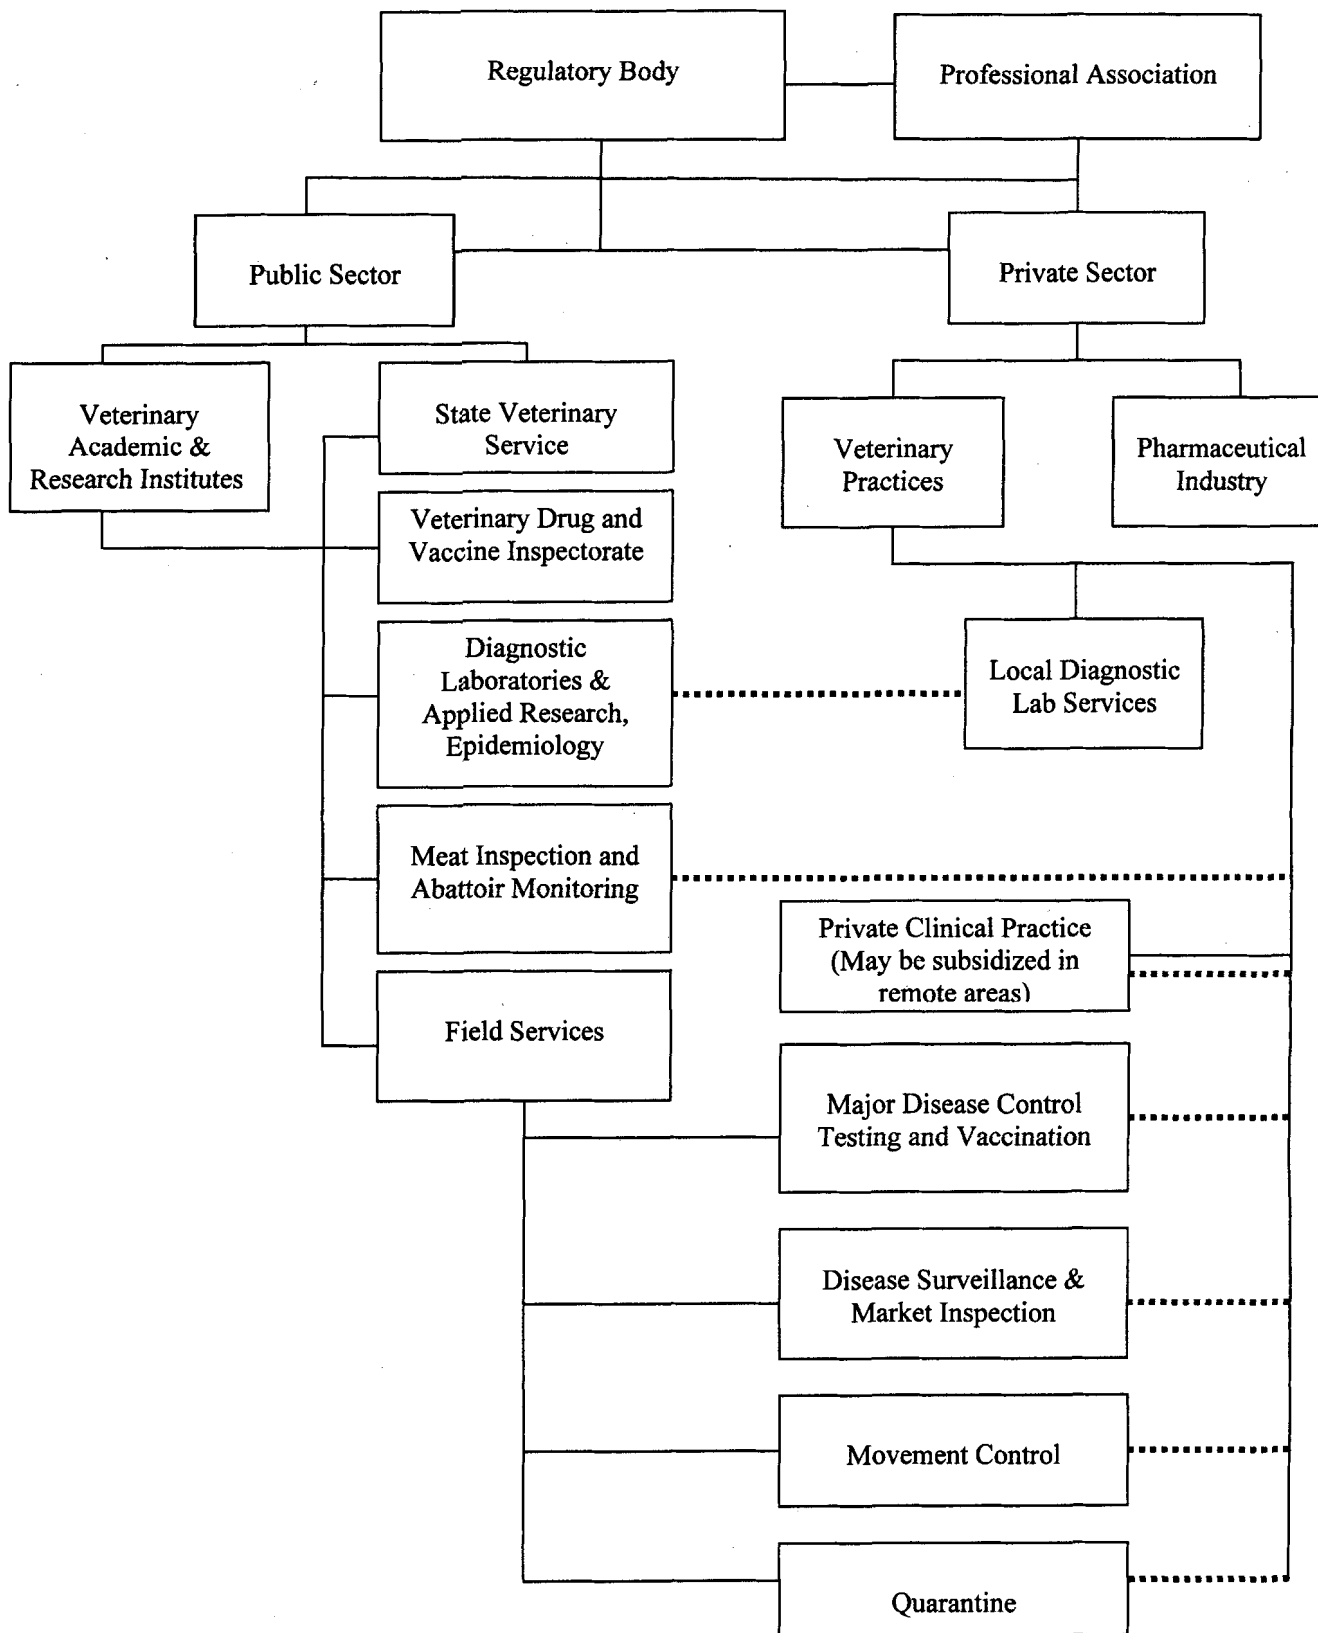 Regulatory Body
Professional Association
Public Sector
Private Sector
Veterinary
Academic &
Research Institutes
State Veterinary
Service
Veterinary
Practices
Pharmaceutical
Industry
Veterinary Drug and
Vaccine Inspectorate
Diagnostic
Laboratories &
Applied Research,
Epidemiology
Local Diagnostic
Lab Services
Meat Inspection and
Abattoir Monitoring
Private Clinical Practice
(May be subsidized in
remote areas)
Field Services
Major Disease Control
Testing and Vaccination
Disease Surveillance &
Market Inspection
Movement Control
Quarantine